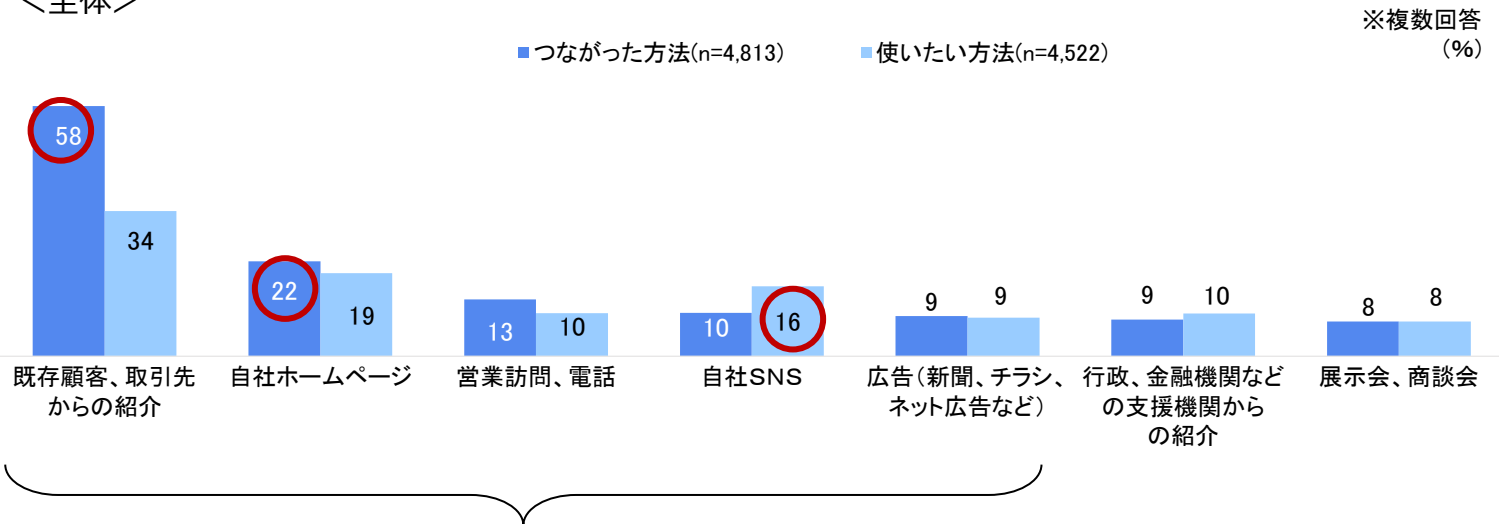 ＜全体＞
※複数回答
(%)
つながった方法(n=4,813)
使いたい方法(n=4,522)
58
34
22
19
13
10
10
16
9
9
9
10
8
8
既存顧客、取引先
からの紹介
自社ホームページ
営業訪問、電話
自社SNS
広告(新聞、チラシ、
ネット広告など)
行政、金融機関など
の支援機関から
の紹介
展示会、商談会